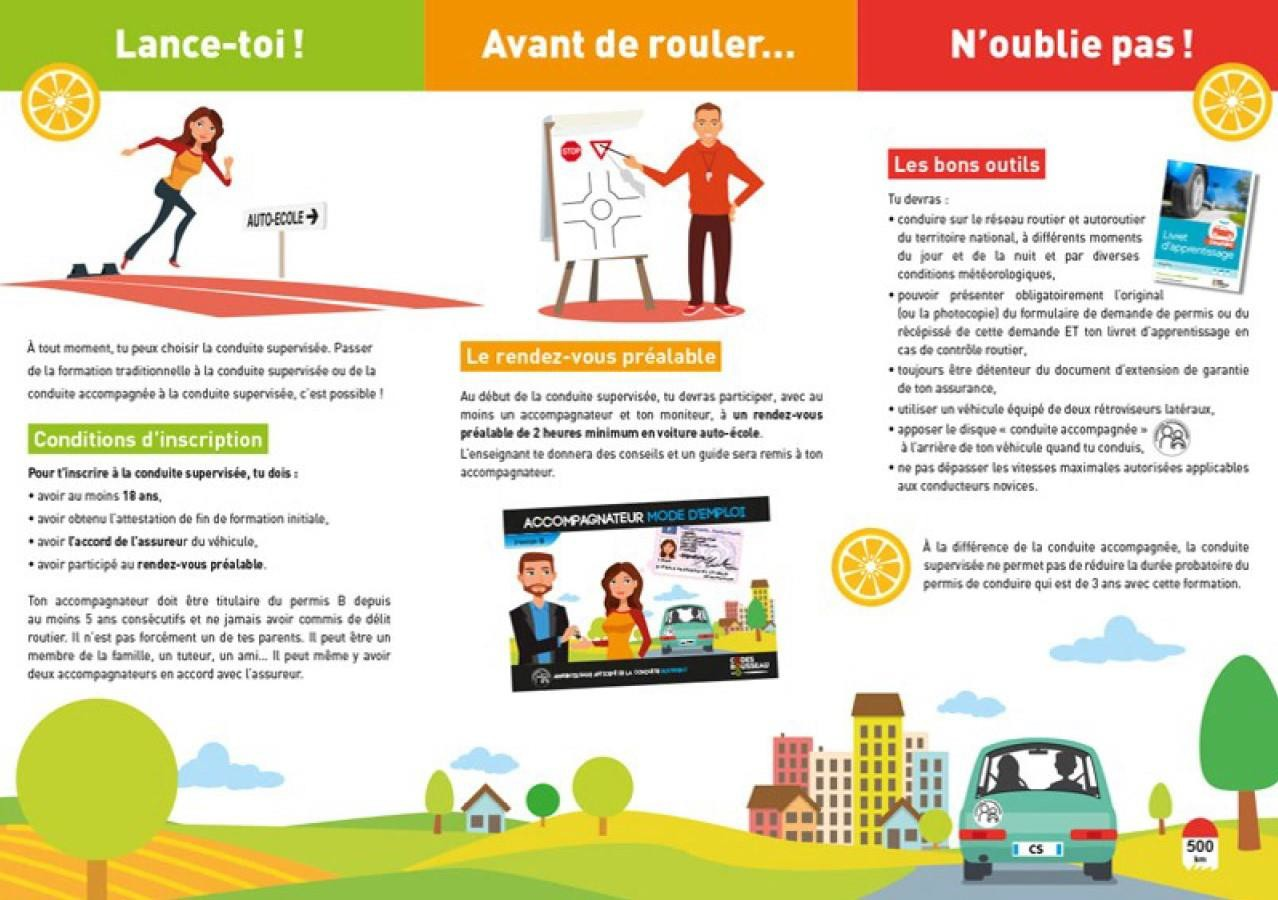 Lance-toi !
AUTO-ECOLE
À tout moment, tu peux choisir la conduite supervisée. Passer
de la formation traditionnelle à la conduite supervisée ou de la
conduite accompagnée à la conduite supervisée, c'est possible !
Conditions d'inscription
Pour t'inscrire à la conduite supervisée, tu dois :
• avoir au moins 18 ans,
• avoir obtenu l'attestation de fin de formation initiale,
• avoir l'accord de l'assureur du véhicule,
• avoir participé au rendez-vous préalable.
Ton accompagnateur doit être titulaire du permis B depuis
au moins 5 ans consécutifs et ne jamais avoir commis de délit
routier. Il n'est pas forcément un de tes parents. Il peut être un
membre de la famille, un tuteur, un ami... Il peut même y avoir
deux accompagnateurs en accord avec l'assureur.
Avant de rouler...
STOP
Le rendez-vous préalable
Au début de la conduite supervisée, tu devras participer, avec au
moins un accompagnateur et ton moniteur, à un rendez-vous
préalable de 2 heures minimum en voiture auto-école.
L'enseignant te donnera des conseils et un guide sera remis à ton
accompagnateur.
ACCOMPAGNATEUR MODE D'EMPLOI
CODES
ROUSSEAU
N'oublie pas !
Les bons outils
Livret
d'apprentissage
Tu devras :
• conduire sur le réseau routier et autoroutier
du territoire national, à différents moments
du jour et de la nuit et par diverses
conditions météorologiques,
• pouvoir présenter obligatoirement l'original
(ou la photocopie) du formulaire de demande de permis ou du
récépissé de cette demande ET ton livret d'apprentissage en
cas de contrôle routier,
• toujours être détenteur du document d'extension de garantie
de ton assurance,
• utiliser un véhicule équipé de deux rétroviseurs latéraux,
• apposer le disque « conduite accompagnée »
à l'arrière de ton véhicule quand tu conduis,
• ne pas dépasser les vitesses maximales autorisées applicables
aux conducteurs novices.
À la différence de la conduite accompagnée, la conduite
supervisée ne permet pas de réduire la durée probatoire du
permis de conduire qui est de 3 ans avec cette formation.
CS
500
km